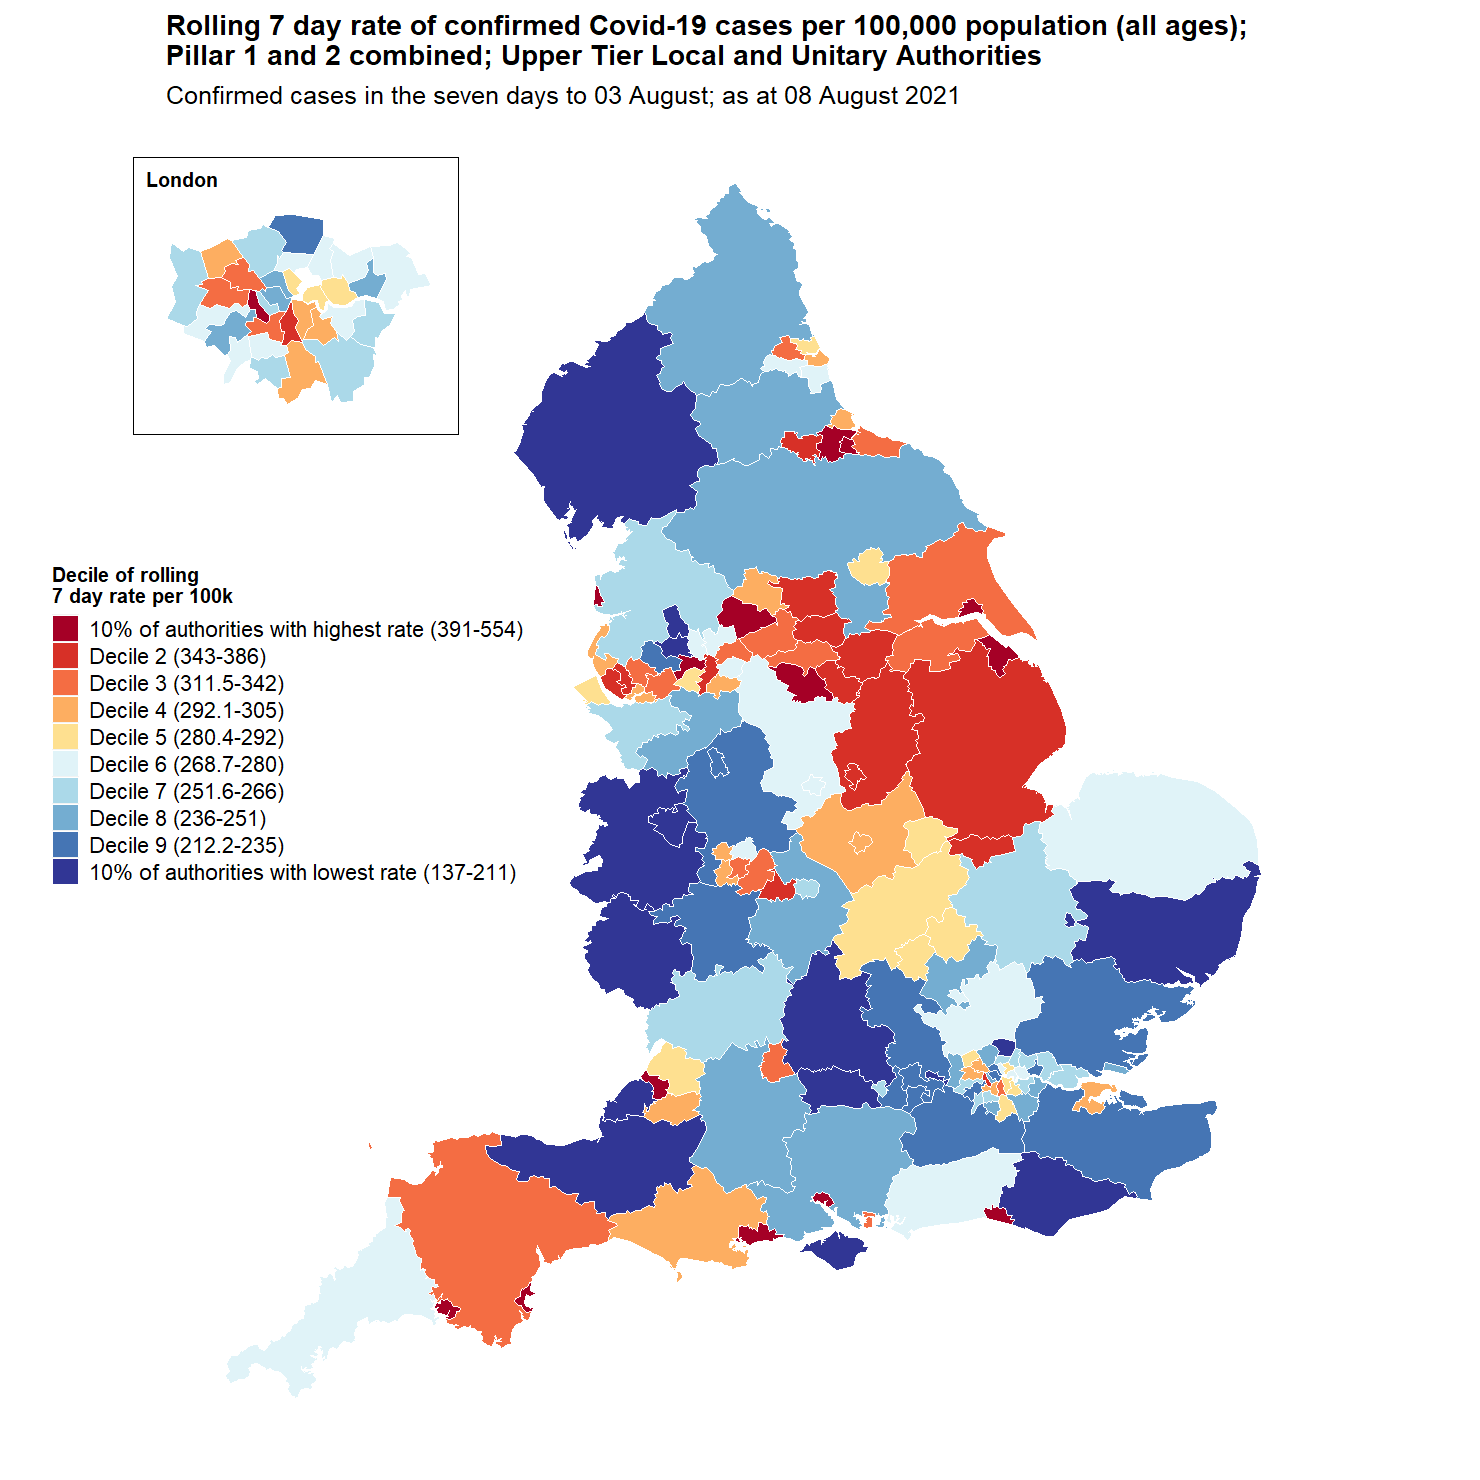 Rolling 7 day rate of confirmed Covid-19 cases per 100,000 population (all ages);
Pillar 1 and 2 combined; Upper Tier Local and Unitary Authorities
Confirmed cases in the seven days to 03 August; as at 08 August 2021
London
Decile of rolling
7 day rate per 100k
10% of authorities with highest rate (391-554)
Decile 2 (343-386)
Decile 3 (311.5-342)
Decile 4 (292.1-305)
Decile 5 (280.4-292)
Decile 6 (268.7-280)
Decile 7 (251.6-266)
Decile 8 (236-251)
Decile 9 (212.2-235)
10% of authorities with lowest rate (137-211)